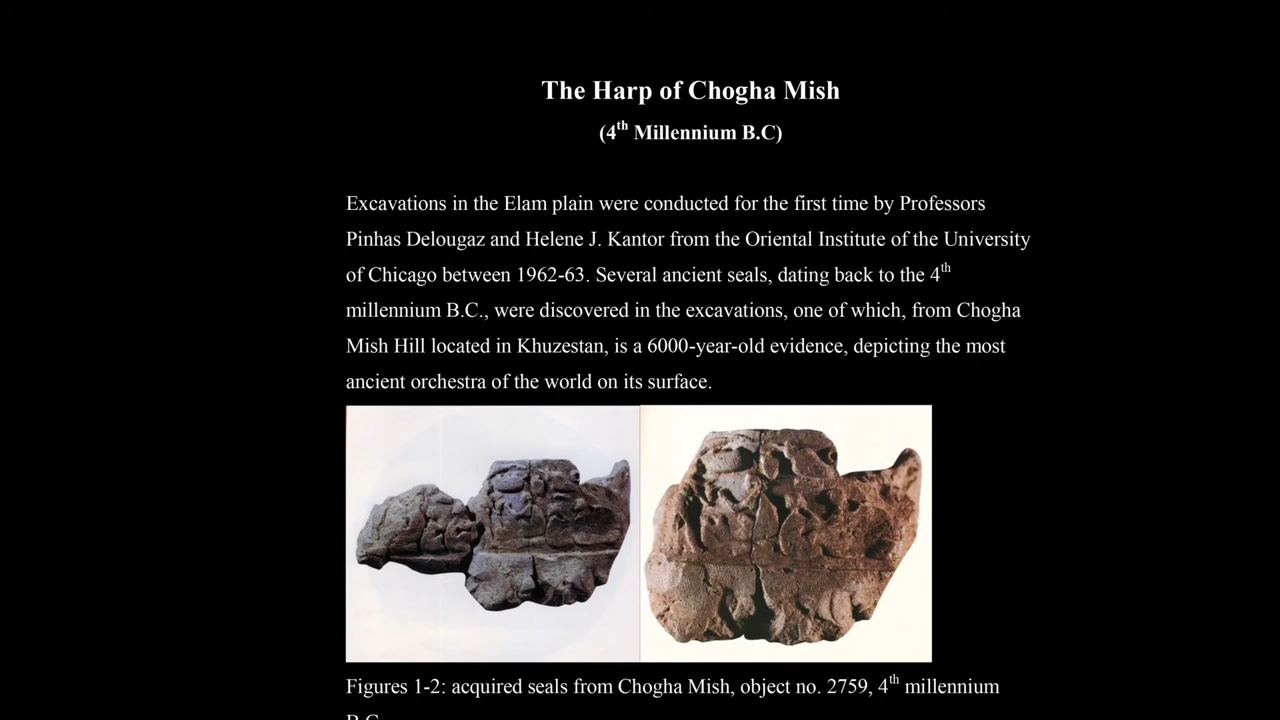 The Harp of Chogha Mish
(4th Millennium B.C)
Excavations in the Elam plain were conducted for the first time by Professors
Pinhas Delougaz and Helene J. Kantor from the Oriental Institute of the University
of Chicago between 1962-63. Several ancient seals, dating back to the 4th
millennium B.C., were discovered in the excavations, one of which, from Chogha
Mish Hill located in Khuzestan, is a 6000-year-old evidence, depicting the most
ancient orchestra of the world on its surface.
Figures 1-2: acquired seals from Chogha Mish, object no. 2759, 4th millennium
B.C.